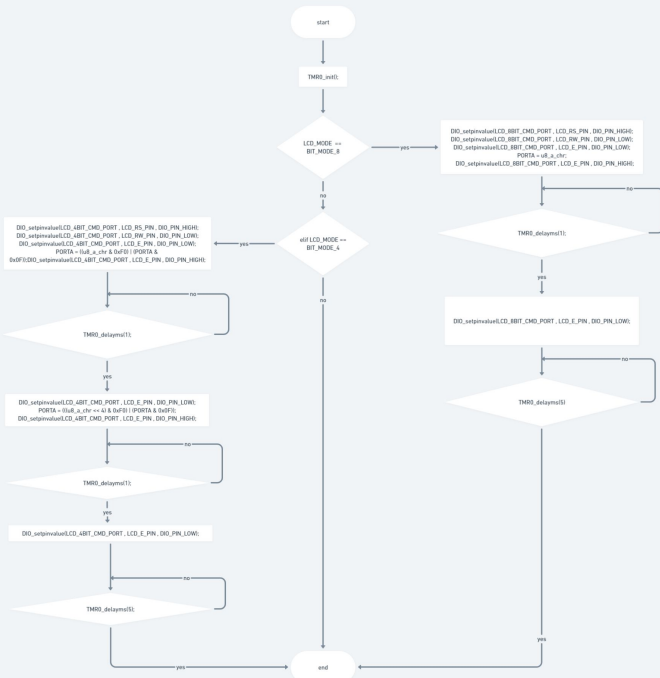 start
TMR0_init();
LCD_MODE ==
BIT_MODE_8
yes
DIO_setpinvalue(LCD_8BIT_CMD_PORT , LCD_RS_PIN , DIO_PIN_HIGH);
DIO_setpinvalue(LCD_8BIT_CMD_PORT , LCD_RW_PIN , DIO_PIN_LOW);
DIO_setpinvalue(LCD_8BIT_CMD_PORT , LCD_E_PIN , DIO_PIN_LOW);
PORTA = u8_a_chr;
DIO_setpinvalue(LCD_8BIT_CMD_PORT , LCD_E_PIN , DIO_PIN_HIGH);
no
TMR0_delayms(1);
yes
DIO_setpinvalue(LCD_8BIT_CMD_PORT , LCD_E_PIN , DIO_PIN_LOW);
no
TMR0_delayms(5)
yes
no
elif LCD_MODE ==
BIT_MODE_4
yes
DIO_setpinvalue(LCD_4BIT_CMD_PORT , LCD_RS_PIN , DIO_PIN_HIGH);
DIO_setpinvalue(LCD_4BIT_CMD_PORT , LCD_RW_PIN , DIO_PIN_LOW);
DIO_setpinvalue(LCD_4BIT_CMD_PORT , LCD_E_PIN , DIO_PIN_LOW);
PORTA = (u8_a_chr & 0xF0) | (PORTA &
0x0F);DIO_setpinvalue(LCD_4BIT_CMD_PORT , LCD_E_PIN , DIO_PIN_HIGH);
no
TMR0_delayms(1);
yes
DIO_setpinvalue(LCD_4BIT_CMD_PORT , LCD_E_PIN , DIO_PIN_LOW);
PORTA = ((u8_a_chr << 4) & 0xF0) | (PORTA & 0x0F);
DIO_setpinvalue(LCD_4BIT_CMD_PORT , LCD_E_PIN , DIO_PIN_HIGH);
no
TMR0_delayms(1);
yes
DIO_setpinvalue(LCD_4BIT_CMD_PORT , LCD_E_PIN , DIO_PIN_LOW);
no
TMR0_delayms(5);
yes
no
end